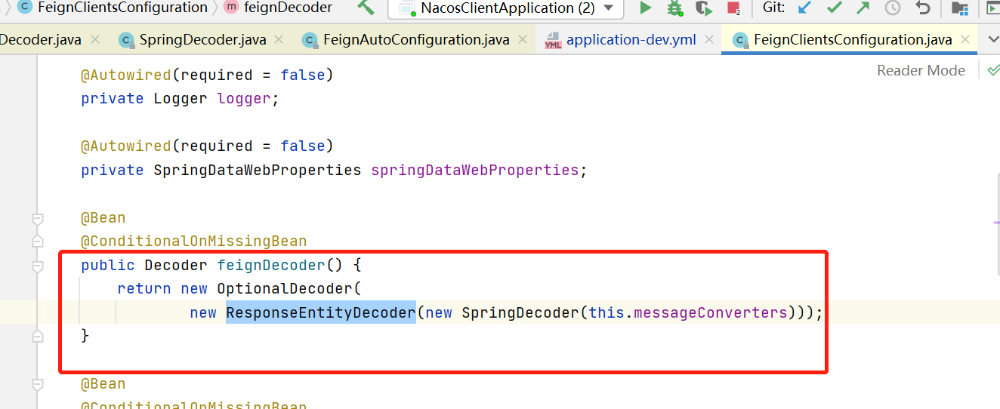 FeignClientsConfiguration feignDecoder NacosClientApplication (2) Git:
Decoder.java SpringDecoder.java FeignAutoConfiguration.java application-dev.yml FeignClientsConfiguration.java
Reader Mode
@Autowired(required = false)
private Logger logger;
@Autowired(required = false)
private SpringDataWebProperties springDataWebProperties;
@Bean
@ConditionalOnMissingBean
public Decoder feignDecoder() {
return new OptionalDecoder(
new ResponseEntityDecoder(new SpringDecoder(this.messageConverters)));
}
@Bean
@ConditionalOnMissingBean